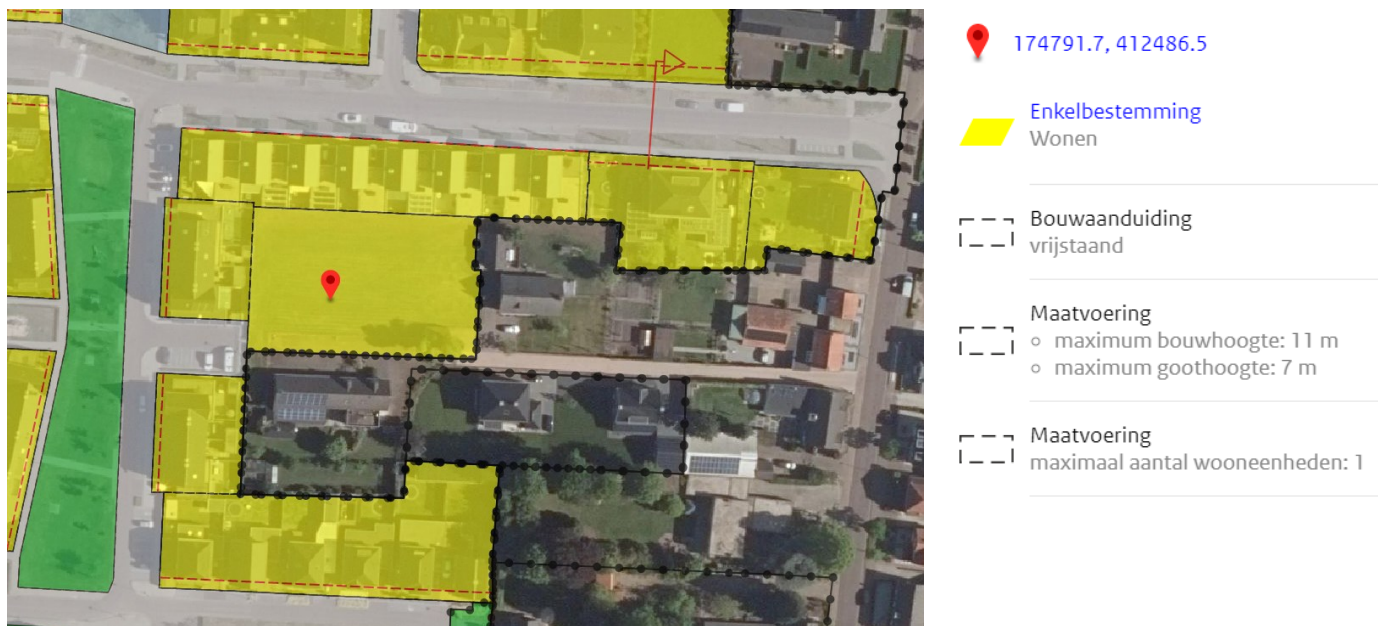 174791.7, 412486.5
Enkelbestemming
Wonen
Bouwaanduiding
vrijstaand
Maatvoering
maximum bouwhoogte: 11 m
maximum goothoogte: 7 m
Maatvoering
maximaal aantal wooneenheden: 1